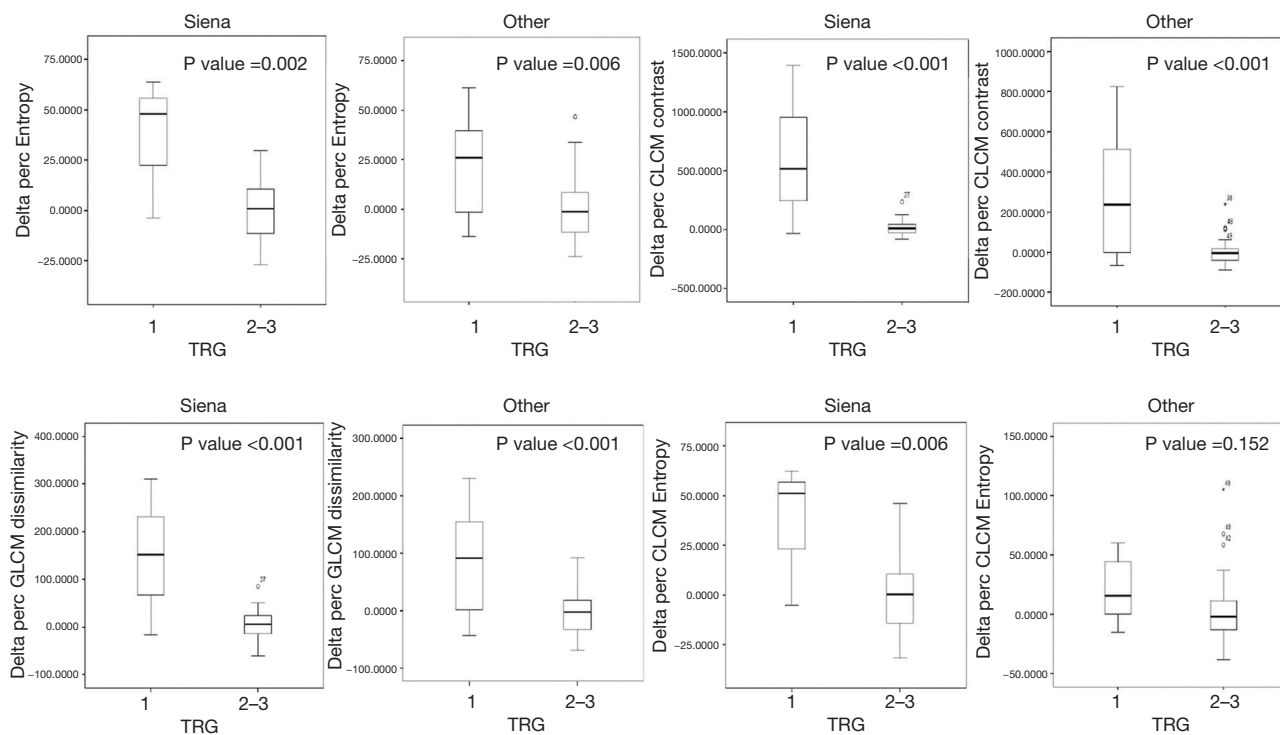 Siena
Delta perc Entropy
75.0000
50.0000
25.0000
0.0000
−25.0000
P value =0.002
1 2–3
TRG
Other
Delta perc Entropy
75.0000
50.0000
25.0000
0.0000
−25.0000
P value =0.006
1 2–3
TRG
Siena
Delta perc CLCM contrast
1500.0000
1000.0000
500.0000
0.0000
−500.0000
P value <0.001
27
1 2–3
TRG
Other
Delta perc CLCM contrast
1000.0000
800.0000
600.0000
400.0000
200.0000
0.0000
−200.0000
P value <0.001
38
48
49
1 2–3
TRG
Siena
Delta perc GLCM dissimilarity
400.0000
300.0000
200.0000
100.0000
0.0000
−100.0000
P value <0.001
1 2–3
TRG
Other
Delta perc GLCM dissimilarity
300.0000
200.0000
100.0000
0.0000
−100.0000
P value <0.001
1 2–3
TRG
Siena
Delta perc CLCM Entropy
75.0000
50.0000
25.0000
0.0000
−25.0000
P value =0.006
1 2–3
TRG
Other
Delta perc CLCM Entropy
150.0000
100.0000
50.0000
0.0000
−50.0000
P value =0.152
49
42
1 2–3
TRG